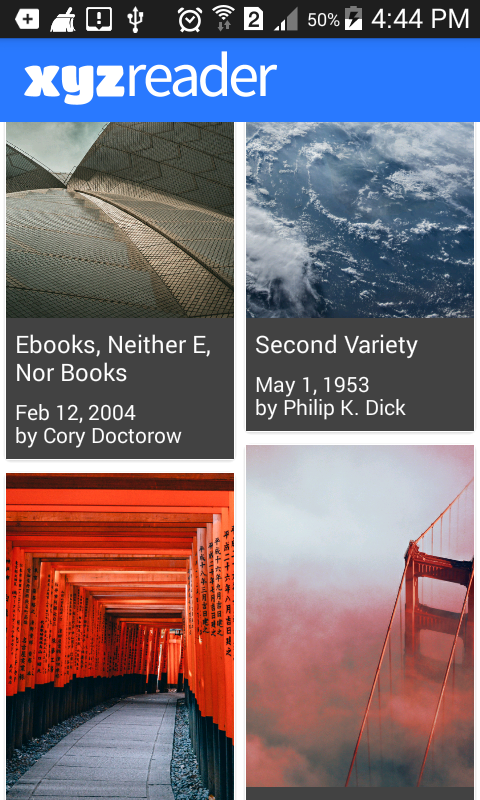 2
50%
4:44 PM
xyzreader
Ebooks, Neither E,
Nor Books
Feb 12, 2004
by Cory Doctorow
Second Variety
May 1, 1953
by Philip K. Dick